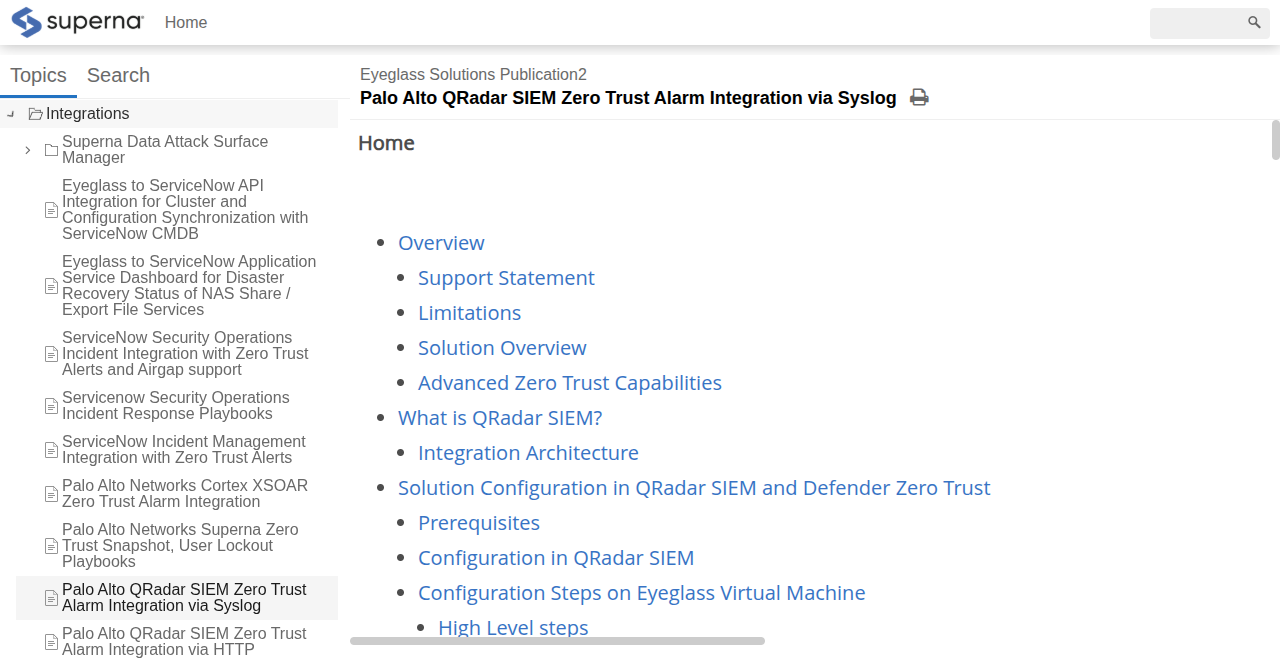 superna
Home
Topics
Search
Integrations
Superna Data Attack Surface
Manager
Eyeglass to ServiceNow API
Integration for Cluster and
Configuration Synchronization with
ServiceNow CMDB
Eyeglass to ServiceNow Application
Service Dashboard for Disaster
Recovery Status of NAS Share /
Export File Services
ServiceNow Security Operations
Incident Integration with Zero Trust
Alerts and Airgap support
Servicenow Security Operations
Incident Response Playbooks
ServiceNow Incident Management
Integration with Zero Trust Alerts
Palo Alto Networks Cortex XSOAR
Zero Trust Alarm Integration
Palo Alto Networks Superna Zero
Trust Snapshot, User Lockout
Playbooks
Palo Alto QRadar SIEM Zero Trust
Alarm Integration via Syslog
Palo Alto QRadar SIEM Zero Trust
Alarm Integration via HTTP
Eyeglass Solutions Publication2
Palo Alto QRadar SIEM Zero Trust Alarm Integration via Syslog
Home
Overview
Support Statement
Limitations
Solution Overview
Advanced Zero Trust Capabilities
What is QRadar SIEM?
Integration Architecture
Solution Configuration in QRadar SIEM and Defender Zero Trust
Prerequisites
Configuration in QRadar SIEM
Configuration Steps on Eyeglass Virtual Machine
High Level steps